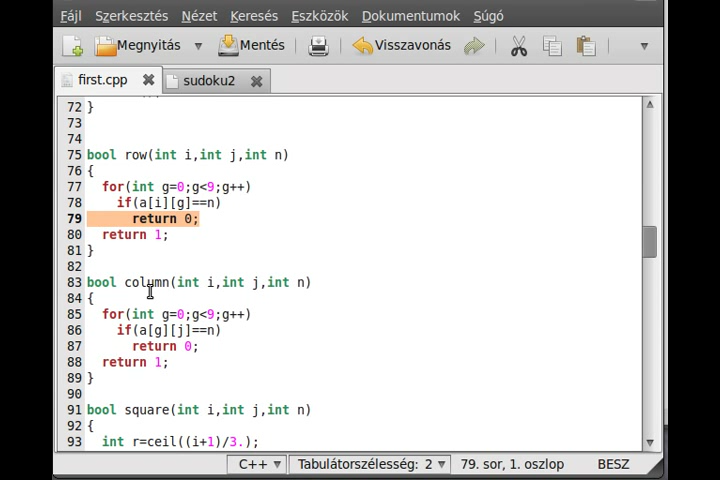 Fájl Szerkesztés Nézet Keresés Eszközök Dokumentumok Súgó
Megnyitás Mentés Visszavonás
first.cpp sudoku2
72 }
73
74
75 bool row(int i,int j,int n)
76 {
77   for(int g=0;g<9;g++)
78     if(a[i][g]==n)
79       return 0;
80   return 1;
81 }
82
83 bool column(int i,int j,int n)
84 {
85   for(int g=0;g<9;g++)
86     if(a[g][j]==n)
87       return 0;
88   return 1;
89 }
90
91 bool square(int i,int j,int n)
92 {
93   int r=ceil((i+1)/3.);
C++ Tabulátorszélesség: 2 79. sor, 1. oszlop BESZ